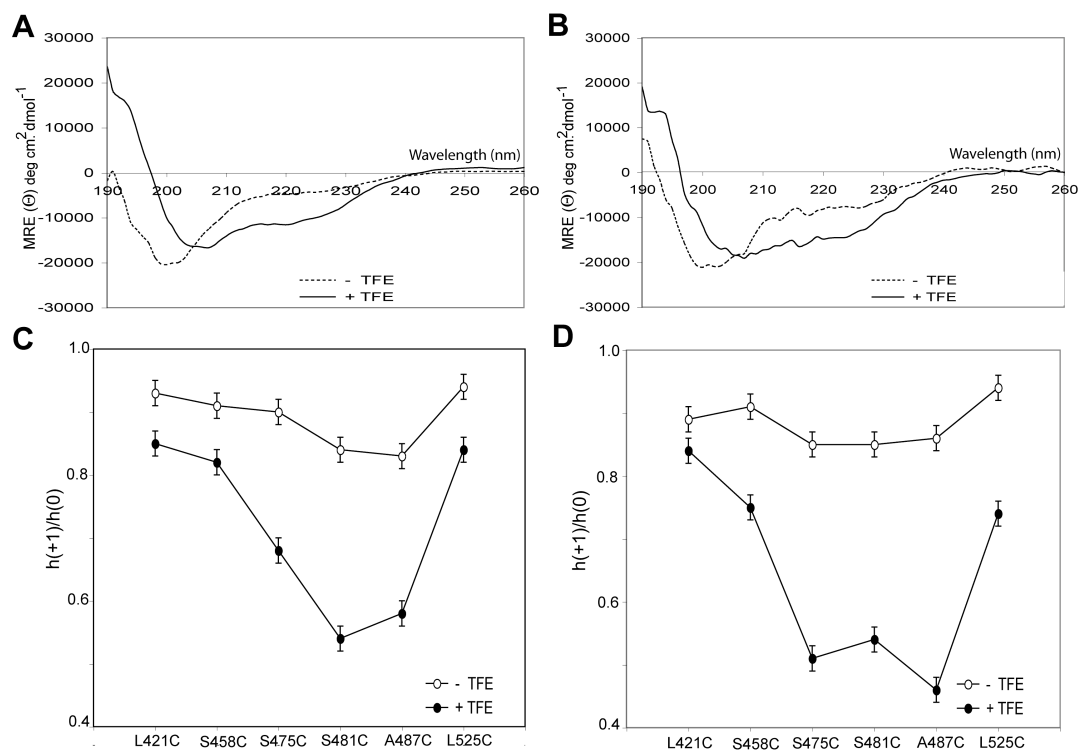 A
B
30000
20000
10000
0
-10000
-20000
-30000
MRE (Θ) deg cm² dmol⁻¹
Wavelength (nm)
190 200 210 220 230 240 250 260
- TFE
+ TFE
30000
20000
10000
0
-10000
-20000
-30000
MRE (Θ) deg cm² dmol⁻¹
Wavelength (nm)
190 200 210 220 230 240 250 260
- TFE
+ TFE
C
D
1.0
0.8
0.6
0.4
h(+1)/h(0)
- TFE
+ TFE
L421C S458C S475C S481C A487C L525C
1.0
0.8
0.6
0.4
h(+1)/h(0)
- TFE
+ TFE
L421C S458C S475C S481C A487C L525C